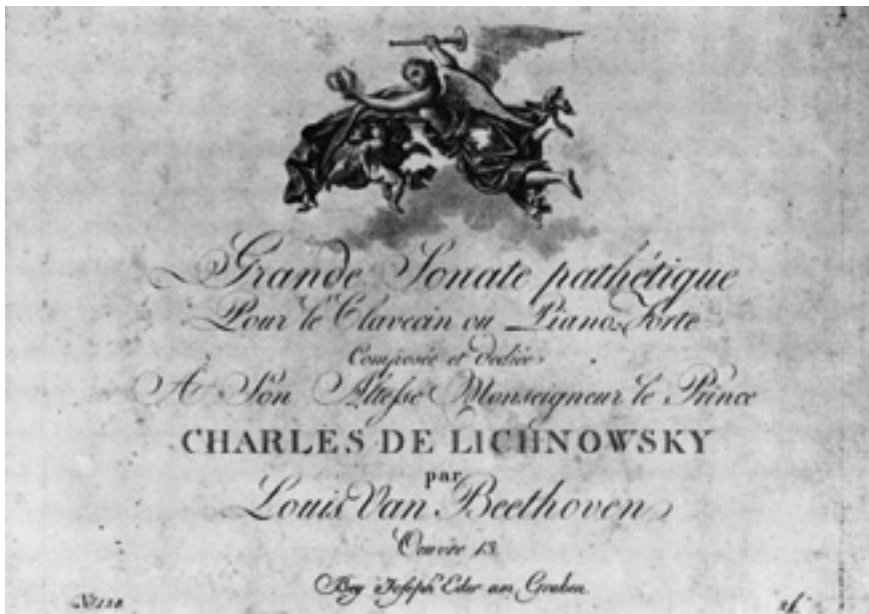 Grande Sonate pathétique
Pour le Clavecin ou Piano-Forte
Composée et dediée
A Son Altesse Monseigneur le Prince
CHARLES DE LICHNOWSKY
par
Louis Van Beethoven
Oeuvre 13
Bey Joseph Eder am Graben